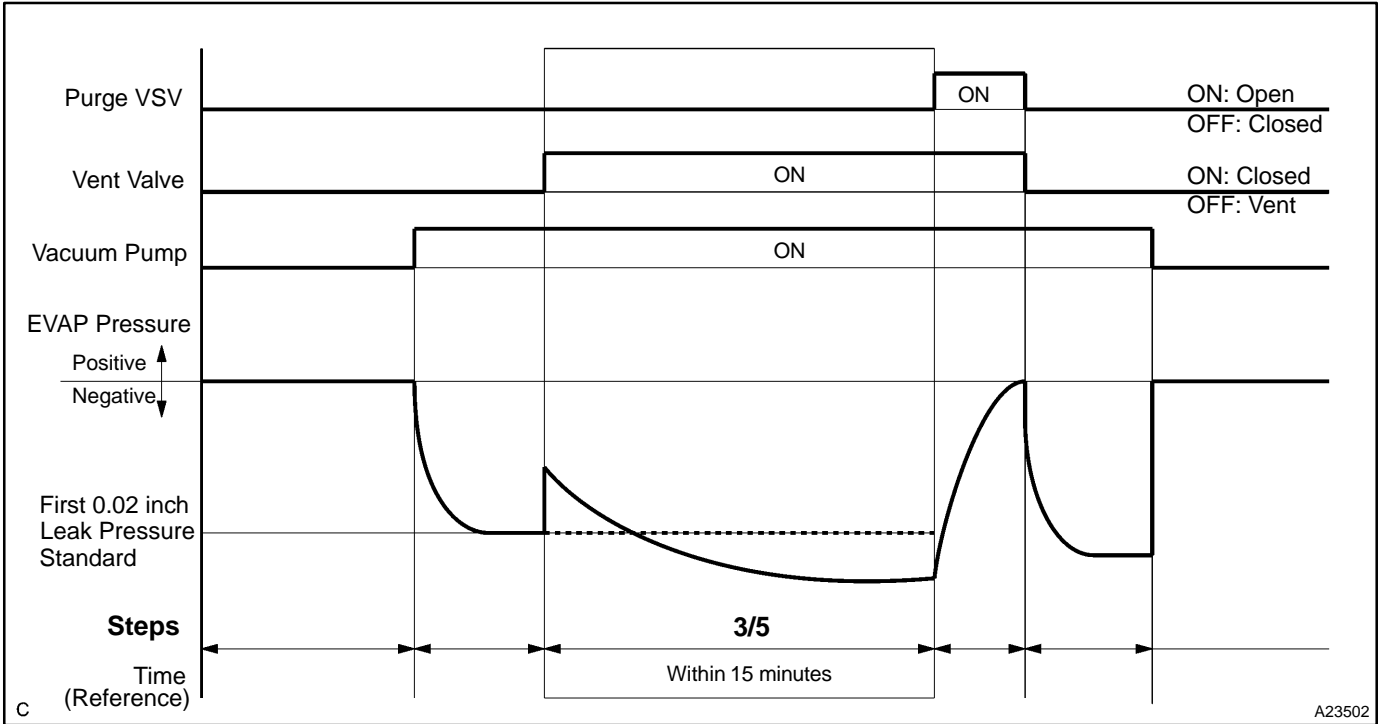 Purge VSV
ON
ON: Open
OFF: Closed
Vent Valve
ON
ON: Closed
OFF: Vent
Vacuum Pump
ON
EVAP Pressure
Positive
Negative
First 0.02 inch
Leak Pressure
Standard
Steps
3/5
Time
(Reference)
Within 15 minutes
C
A23502